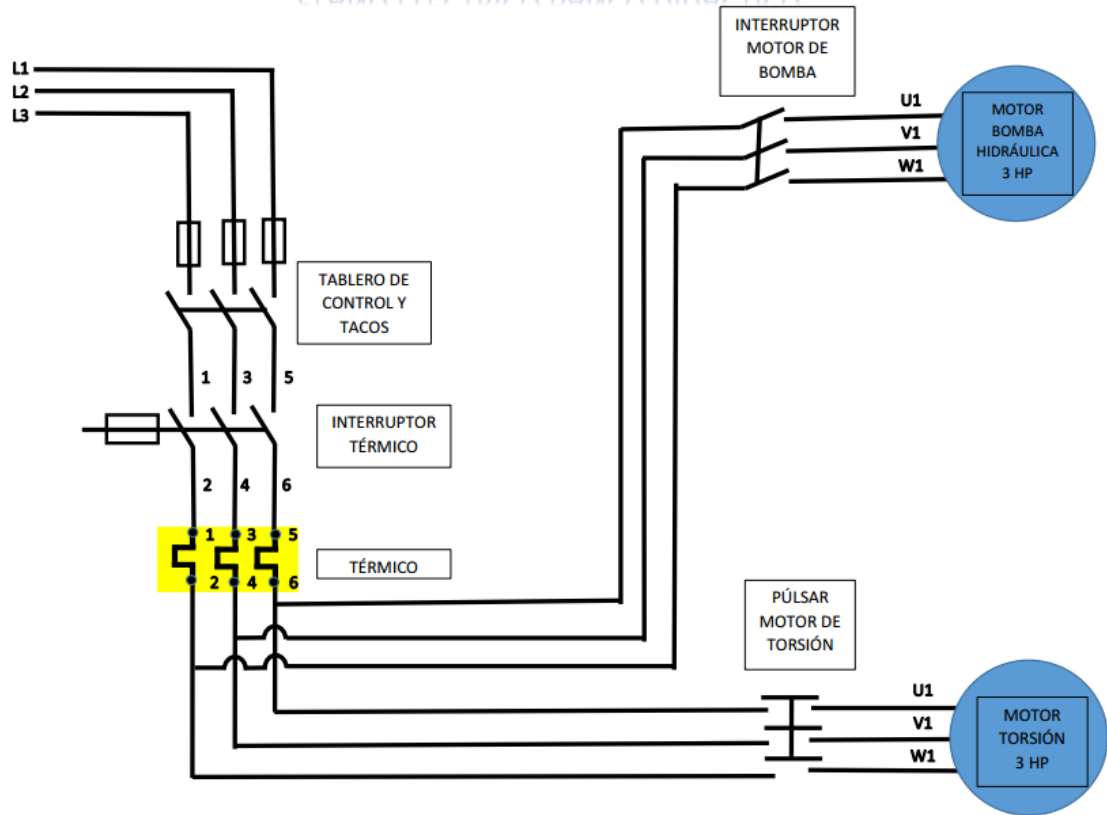 INTERRUPTOR
MOTOR DE
BOMBA
L1
L2
L3
U1
V1
W1
MOTOR
BOMBA
HIDRÁULICA
3 HP
TABLERO DE
CONTROL Y
TACOS
1 3 5
INTERRUPTOR
TÉRMICO
2 4 6
1 3 5
TÉRMICO
2 4 6
PÚLSAR
MOTOR DE
TORSIÓN
U1
V1
W1
MOTOR
TORSIÓN
3 HP